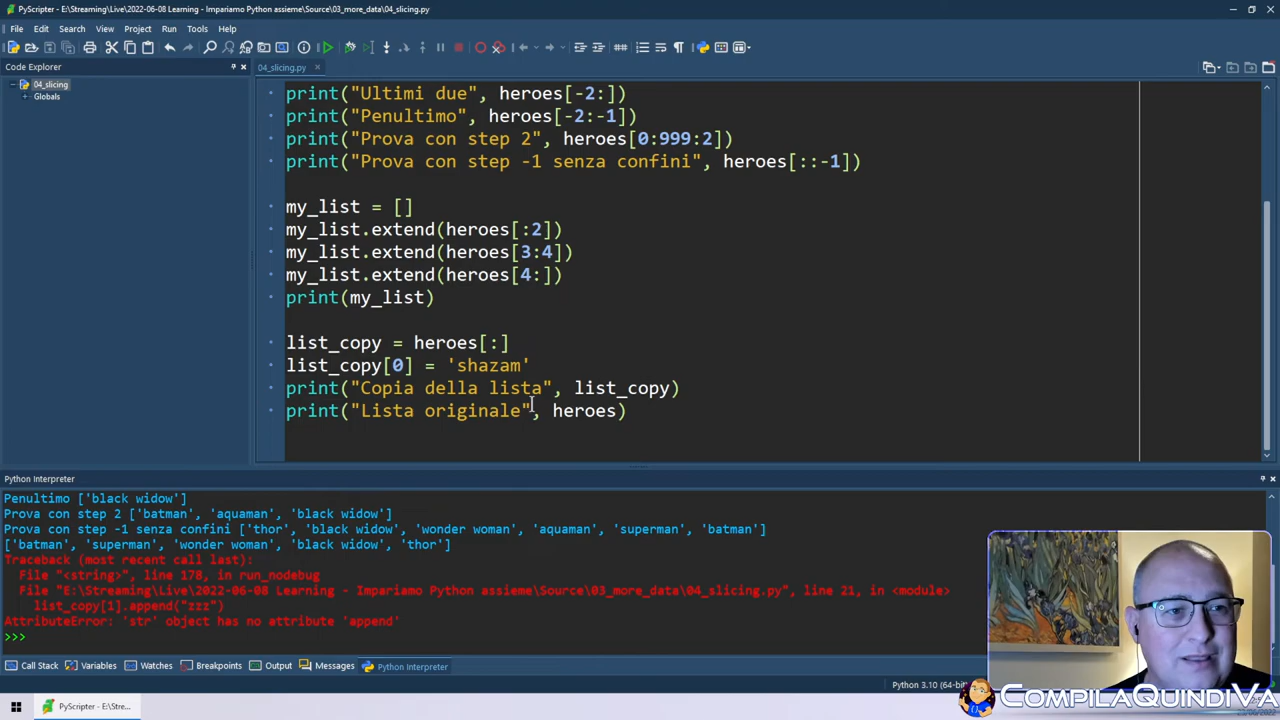 PyScripter - E:\Streaming\Live\2022-06-08 Learning - Impariamo Python assieme\Source\03_more_data\04_slicing.py
File Edit Search View Project Run Tools Help
Code Explorer
04_slicing.py
04_slicing
Globals
print("Ultimi due", heroes[-2:])
print("Penultimo", heroes[-2:-1])
print("Prova con step 2", heroes[0:999:2])
print("Prova con step -1 senza confini", heroes[::-1])
my_list = []
my_list.extend(heroes[:2])
my_list.extend(heroes[3:4])
my_list.extend(heroes[4:])
print(my_list)
list_copy = heroes[:]
list_copy[0] = 'shazam'
print("Copia della lista", list_copy)
print("Lista originale", heroes)
Python Interpreter
Penultimo ['black widow']
Prova con step 2 ['batman', 'aquaman', 'black widow']
Prova con step -1 senza confini ['thor', 'black widow', 'wonder woman', 'aquaman', 'superman', 'batman']
['batman', 'superman', 'wonder woman', 'black widow', 'thor']
Traceback (most recent call last):
File "<string>", line 178, in run_nodebug
File "E:\Streaming\Live\2022-06-08 Learning - Impariamo Python assieme\Source\03_more_data\04_slicing.py", line 21, in <module>
list_copy[1].append("zzz")
AttributeError: 'str' object has no attribute 'append'
>>>
Call Stack Variables Watches Breakpoints Output Messages Python Interpreter
Python 3.10 (64-bit)
PyScripter - E:\Stre...
COMPILAQUINDIVA